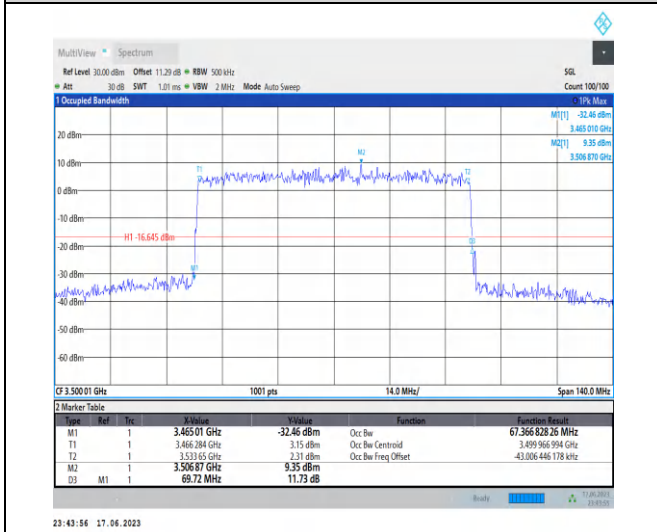 MultiView Spectrum
Ref Level 30.00 dBm Offset 11.29 dB RBW 500 kHz SGL
Att 30 dB SWT 1.01 ms VBW 2 MHz Mode Auto Sweep Count 100/100
1 Occupied Bandwidth 1Pk Max
M1[1] -32.46 dBm
3.465 010 GHz
20 dBm M2[1] 9.35 dBm
3.506 870 GHz
M2
10 dBm
T1 T2
0 dBm
-10 dBm
H1 -16.645 dBm
-20 dBm
D3
M1
-30 dBm
-40 dBm
-50 dBm
-60 dBm
CF 3.500 01 GHz 1001 pts 14.0 MHz/ Span 140.0 MHz
2 Marker Table
Type Ref Trc X-Value Y-Value Function Function Result
M1 1 3.465 01 GHz -32.46 dBm Occ Bw 67.366 828 26 MHz
T1 1 3.466 284 GHz 3.15 dBm Occ Bw Centroid 3.499 966 994 GHz
T2 1 3.533 65 GHz 2.31 dBm Occ Bw Freq Offset -43.006 446 178 kHz
M2 1 3.506 87 GHz 9.35 dBm
D3 M1 1 69.72 MHz 11.73 dB
Ready 17.06.2023
23:43:55
23:43:56 17.06.2023